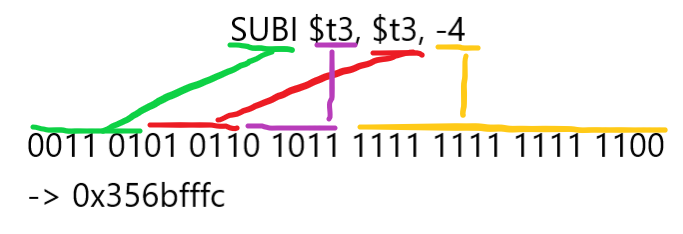 SUBI $t3, $t3, -4
0011 0101 0110 1011 1111 1111 1111 1100
-> 0x356bfffc